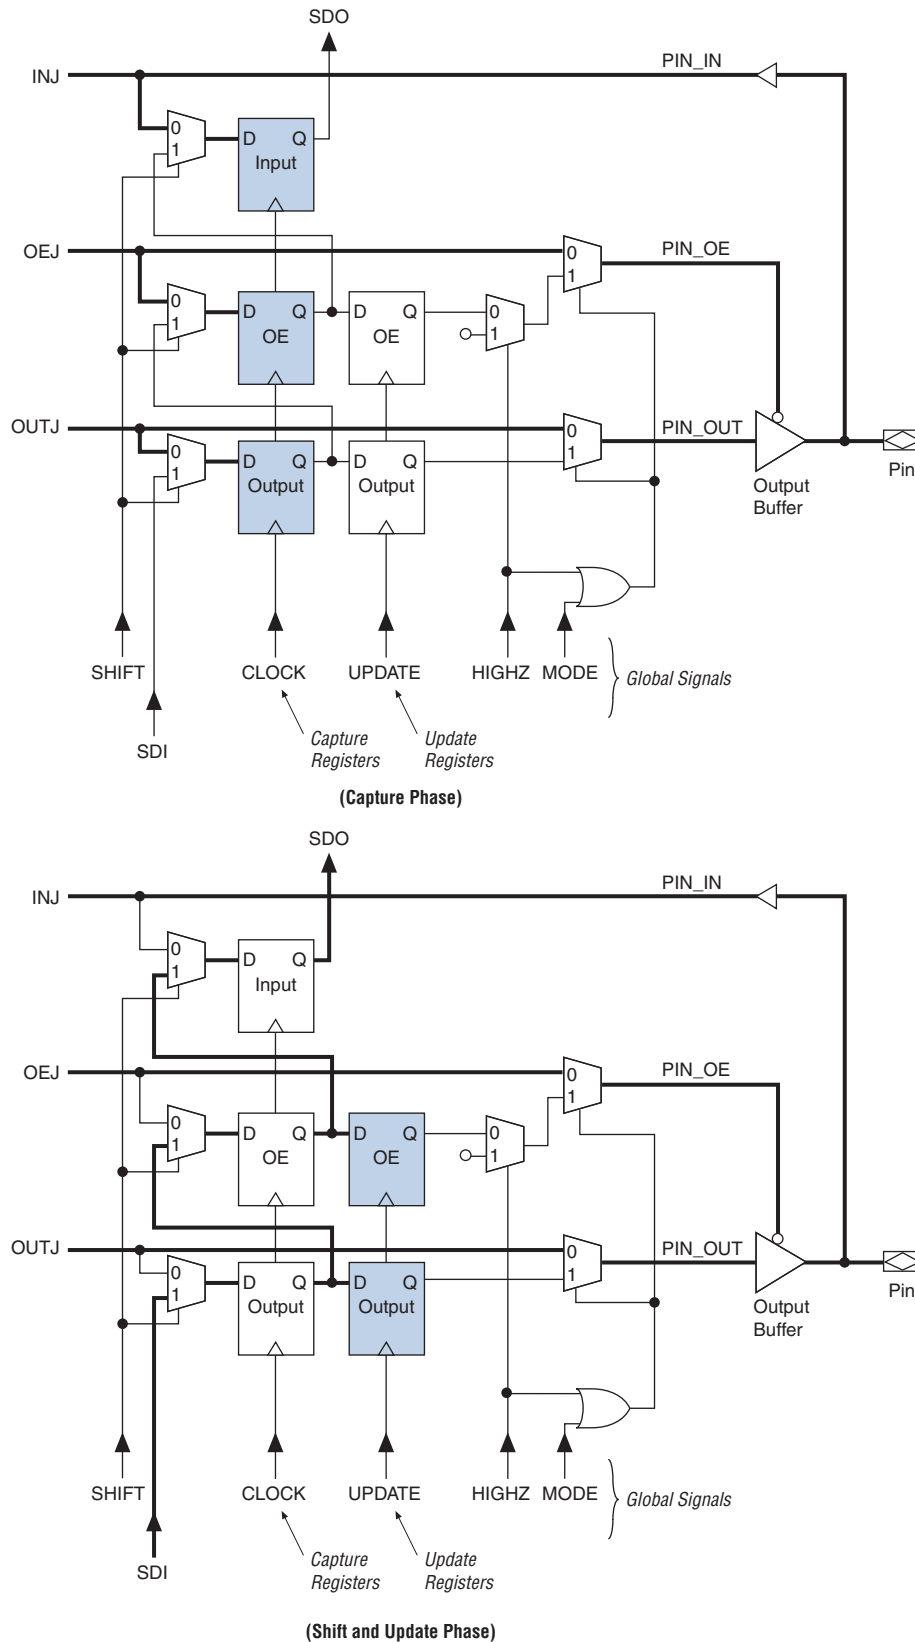 SDO
INJ
PIN_IN
0
1
D Q
Input
OEJ
0
1
PIN_OE
0
1
D Q
OE
D Q
OE
0
1
OUTJ
0
1
PIN_OUT
0
1
D Q
Output
D Q
Output
Pin
Output
Buffer
SHIFT
CLOCK
UPDATE
HIGHZ
MODE
Global Signals
SDI
Capture
Registers
Update
Registers
(Capture Phase)
SDO
INJ
PIN_IN
0
1
D Q
Input
OEJ
0
1
PIN_OE
0
1
D Q
OE
D Q
OE
0
1
OUTJ
0
1
PIN_OUT
0
1
D Q
Output
D Q
Output
Pin
Output
Buffer
SHIFT
CLOCK
UPDATE
HIGHZ
MODE
Global Signals
SDI
Capture
Registers
Update
Registers
(Shift and Update Phase)